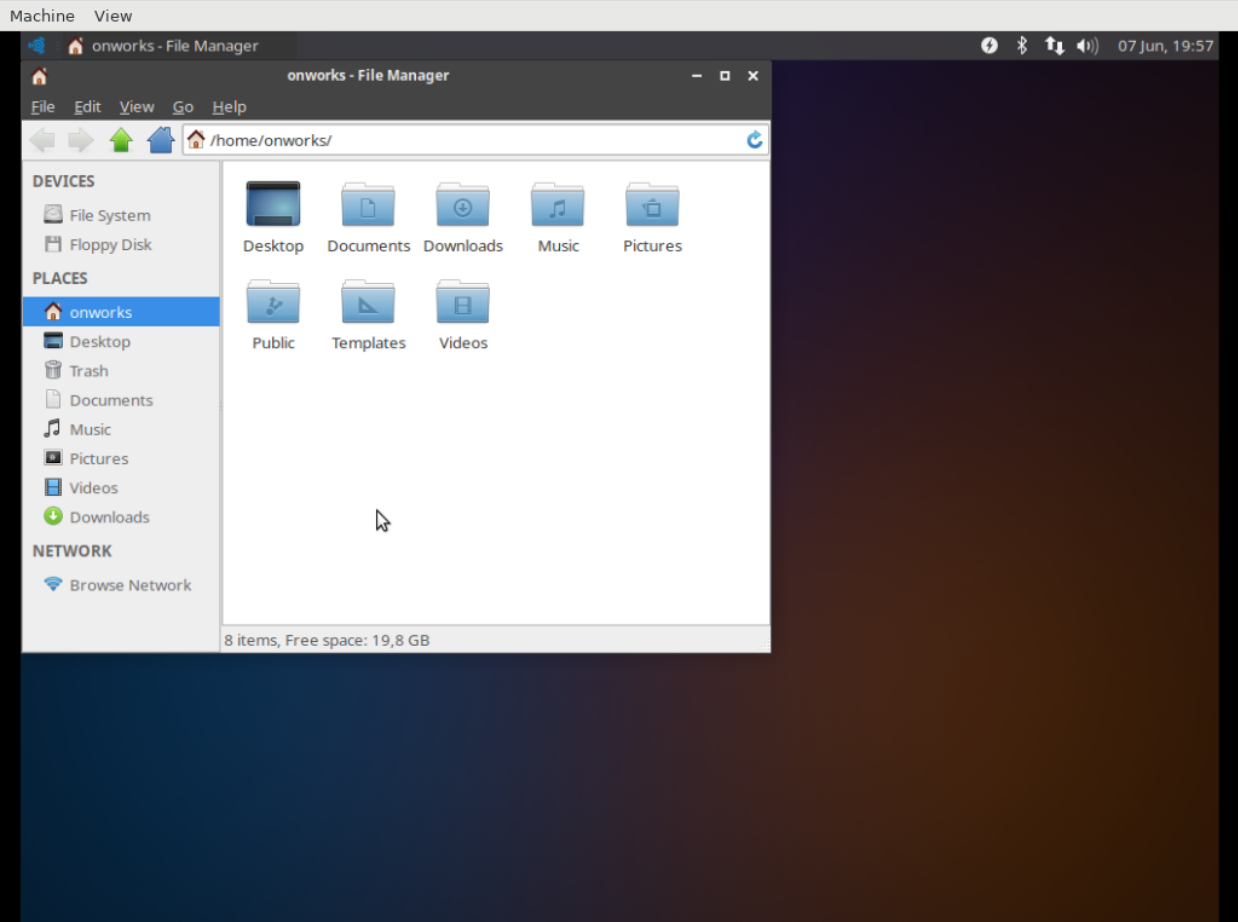 Machine View
onworks - File Manager 07 Jun, 19:57
onworks - File Manager
File Edit View Go Help
/home/onworks/
DEVICES
File System
Floppy Disk
PLACES
onworks
Desktop
Trash
Documents
Music
Pictures
Videos
Downloads
NETWORK
Browse Network
Desktop Documents Downloads Music Pictures
Public Templates Videos
8 items, Free space: 19,8 GB